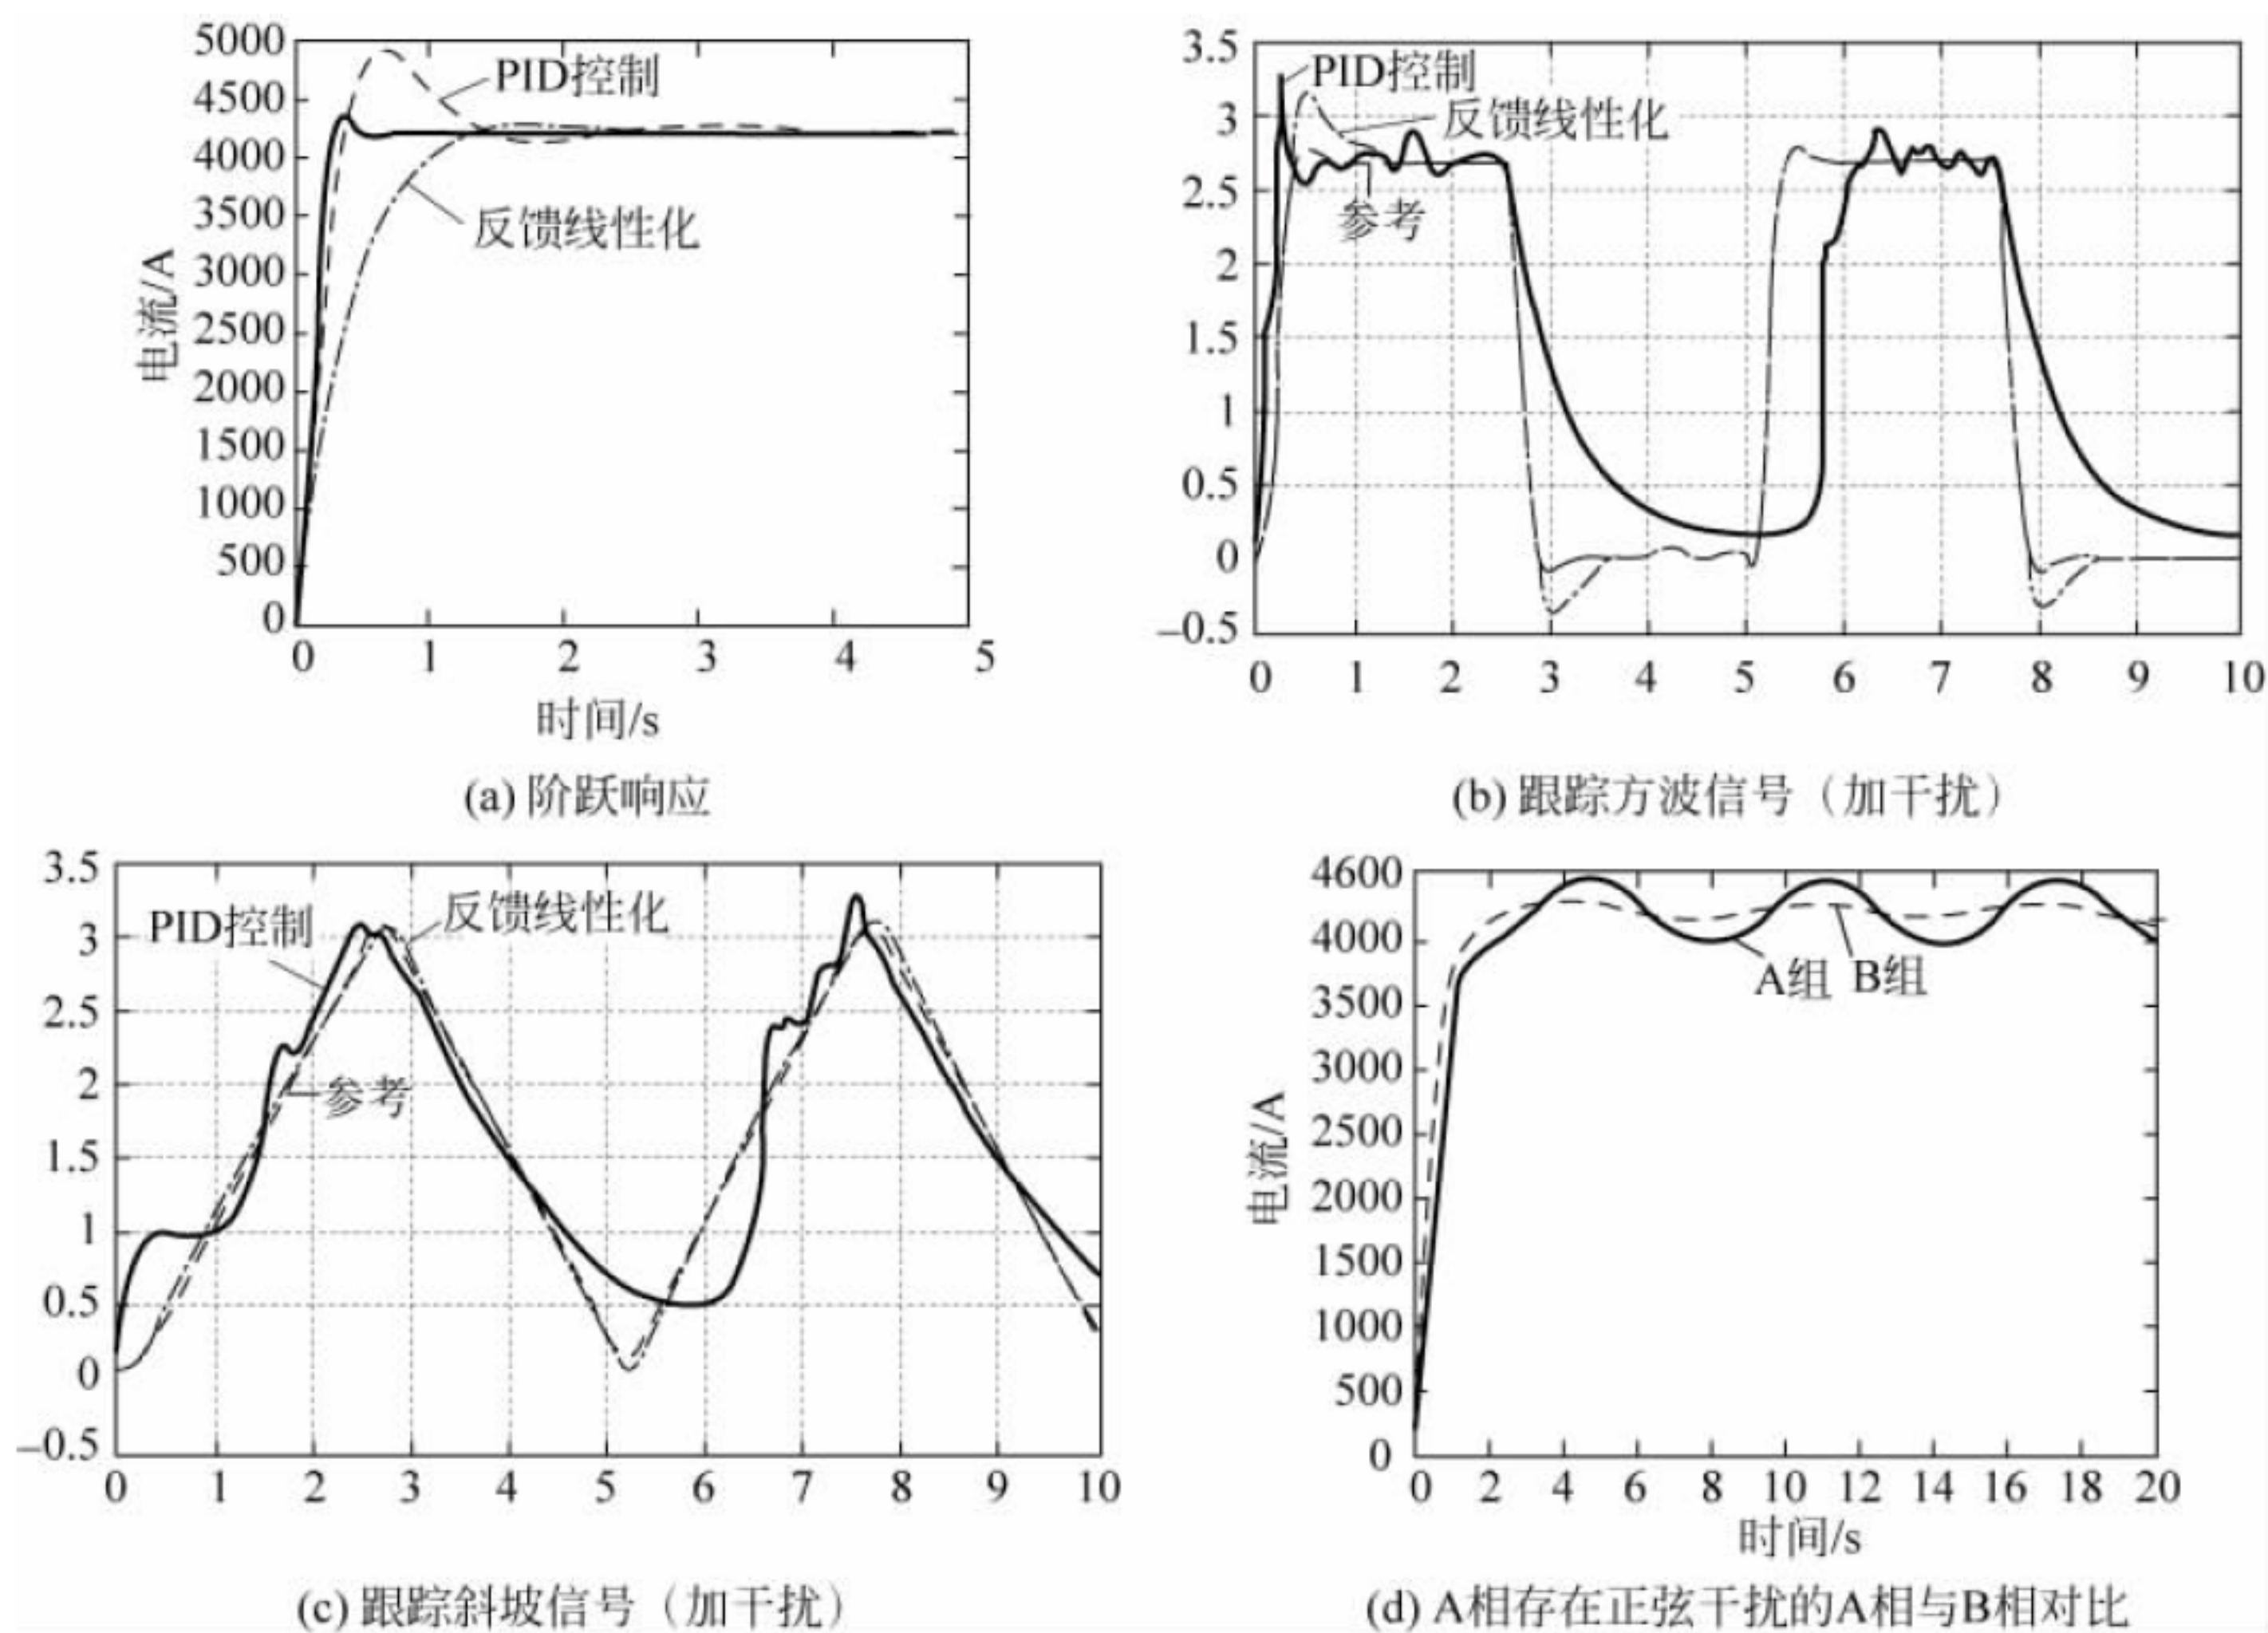 5000
4500
4000
3500
3000
2500
2000
1500
1000
500
0
电流/A
PID控制
反馈线性化
0 1 2 3 4 5
时间/s
(a) 阶跃响应
3.5
3
2.5
2
1.5
1
0.5
0
−0.5
PID控制
反馈线性化
参考
0 1 2 3 4 5 6 7 8 9 10
(b) 跟踪方波信号（加干扰）
3.5
3
2.5
2
1.5
1
0.5
0
−0.5
PID控制
反馈线性化
参考
0 1 2 3 4 5 6 7 8 9 10
(c) 跟踪斜坡信号（加干扰）
4600
4000
3500
3000
2500
2000
1500
1000
500
0
电流/A
A组 B组
0 2 4 6 8 10 12 14 16 18 20
时间/s
(d) A相存在正弦干扰的A相与B相对比